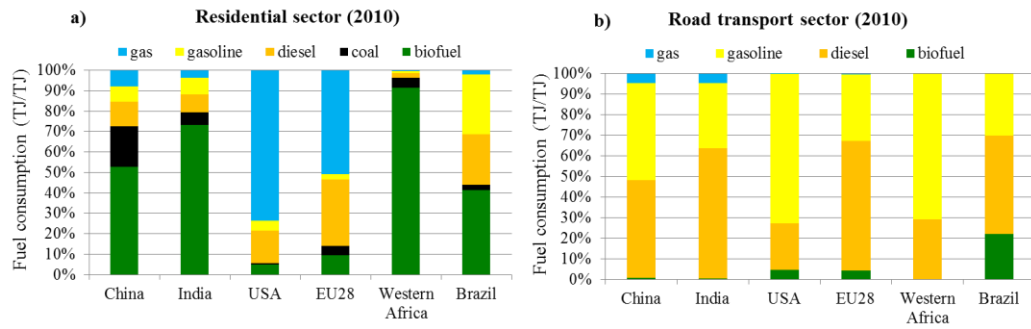 a) Residential sector (2010)
gas gasoline diesel coal biofuel
Fuel consumption (TJ/TJ)
100%
90%
80%
70%
60%
50%
40%
30%
20%
10%
0%
China India USA EU28 Western Africa Brazil
b) Road transport sector (2010)
gas gasoline diesel biofuel
Fuel consumption (TJ/TJ)
100%
90%
80%
70%
60%
50%
40%
30%
20%
10%
0%
China India USA EU28 Western Africa Brazil